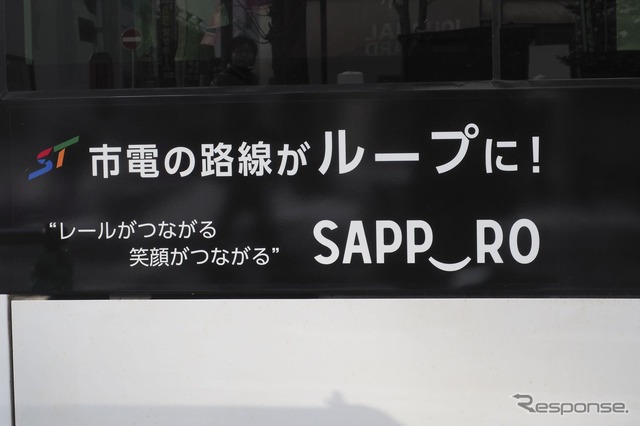 ST 市電の路線がループに!
“レールがつながる
笑顔がつながる”
SAPP‿RO
Response.